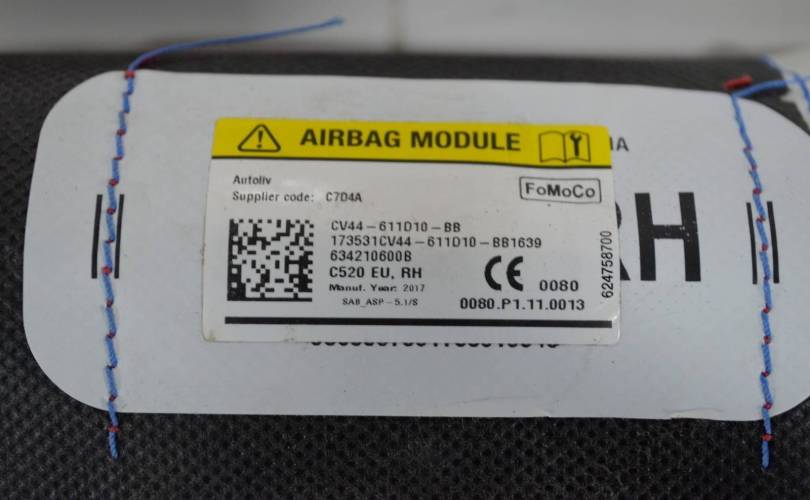 AIRBAG MODULE
Autoliv
Supplier code: C7D4A
FoMoCo
CV44-611D10-BB
173531CV44-611D10-BB1639
634210600B
C520 EU, RH
CE 0080
Manuf. Year: 2017
SAB_ASP-5.1/S
0080.P1.11.0013
624758700
RH